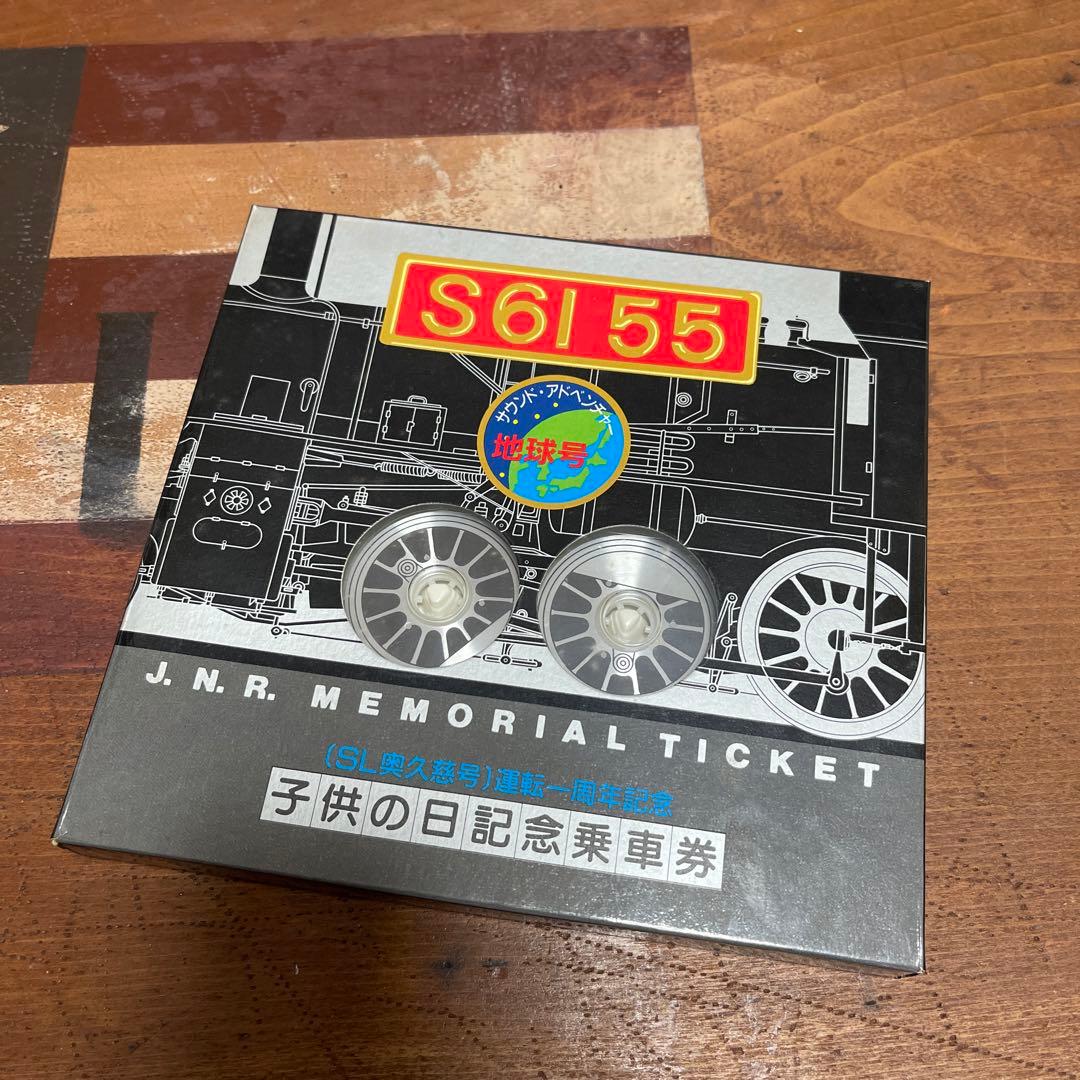 S61 55
サウンド・アドベンチャー
地球号
J. N. R. MEMORIAL TICKET
(SL奥久慈号)運転一周年記念
子供の日記念乗車券